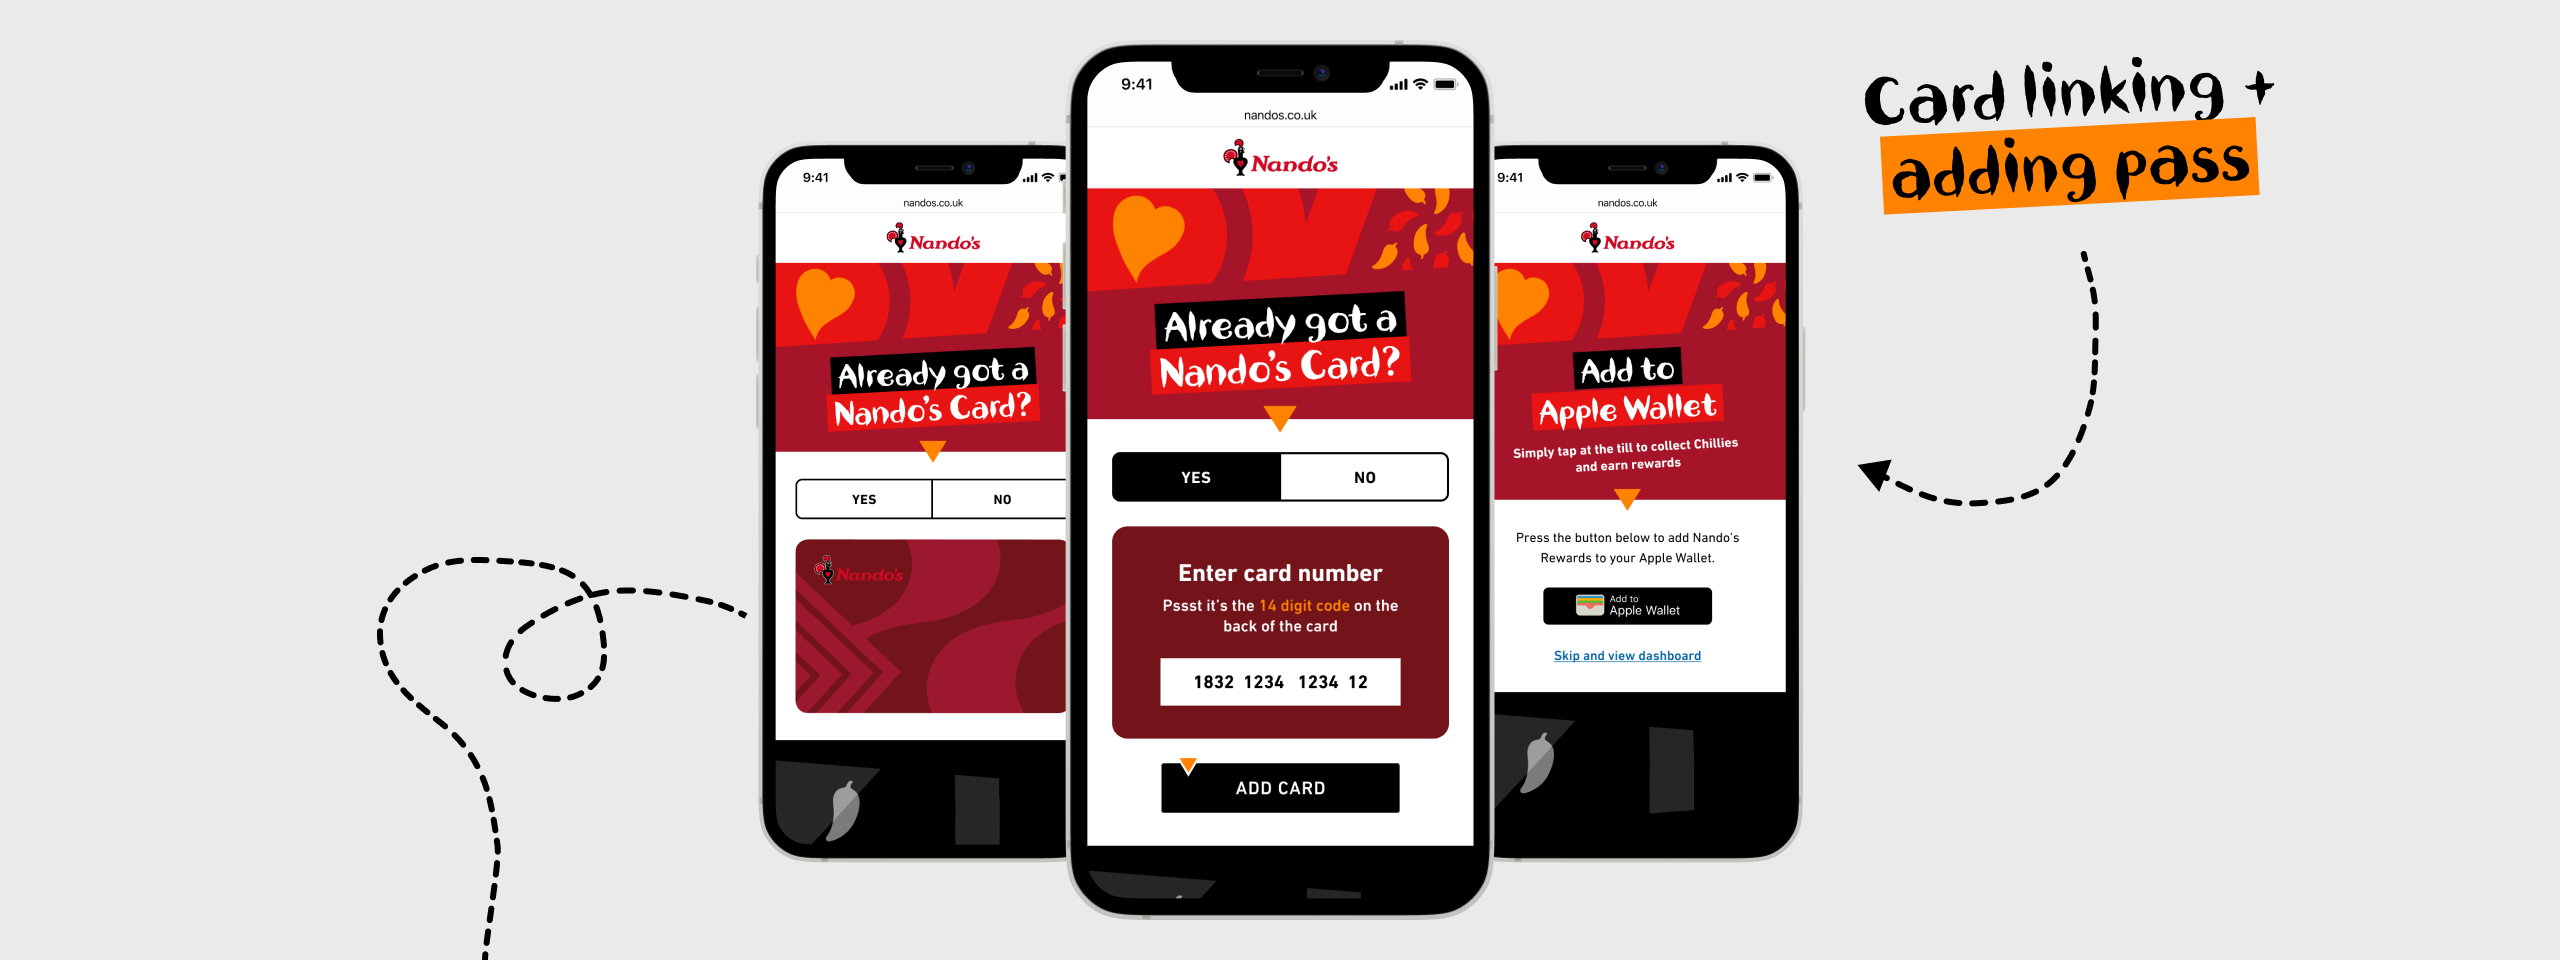 9:41
nandos.co.uk
Nando's
Already got a
Nando's Card?
YES NO
Nando's
9:41
nandos.co.uk
Nando's
Already got a
Nando's Card?
YES NO
Enter card number
Pssst it's the 14 digit code on the
back of the card
1832 1234 1234 12
ADD CARD
9:41
nandos.co.uk
Nando's
Add to
Apple Wallet
Simply tap at the till to collect Chillies
and earn rewards
Press the button below to add Nando's
Rewards to your Apple Wallet.
Add to
Apple Wallet
Skip and view dashboard
Card linking +
adding pass